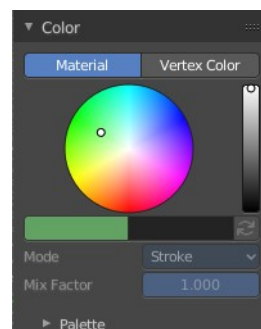 Color
Material Vertex Color
Mode Stroke
Mix Factor 1.000
Palette